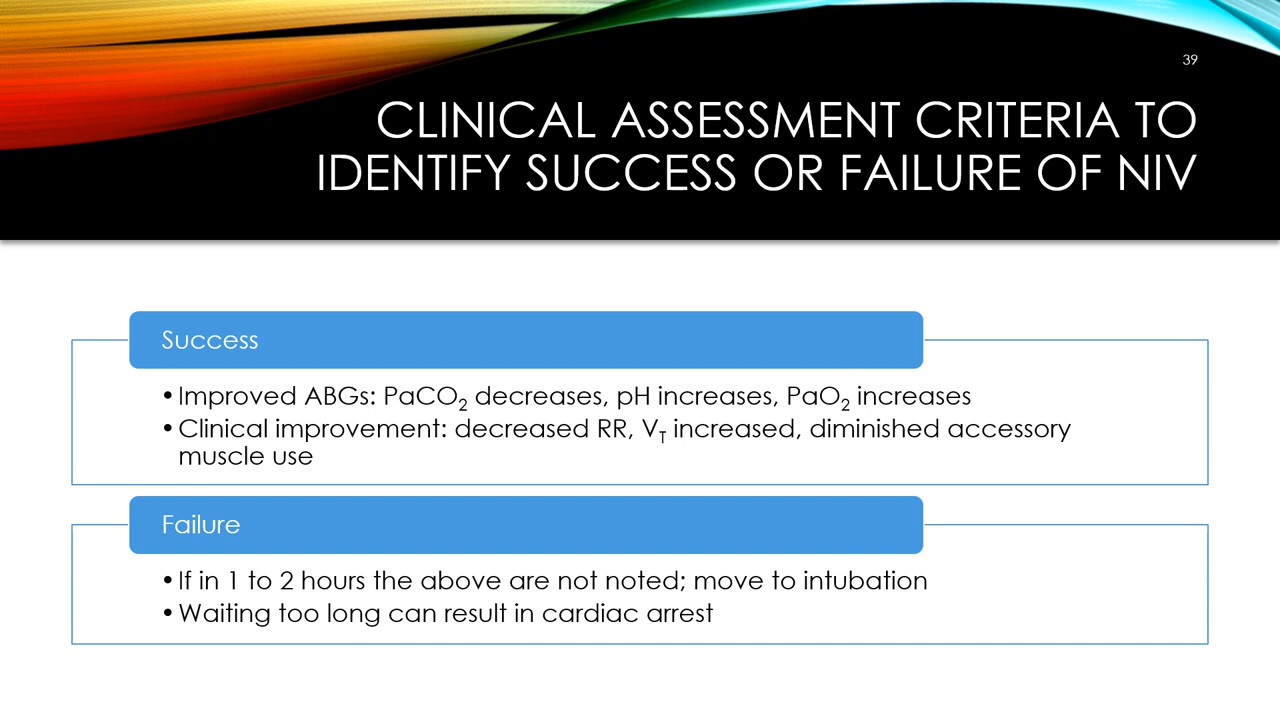 39
CLINICAL ASSESSMENT CRITERIA TO
IDENTIFY SUCCESS OR FAILURE OF NIV
Success
•Improved ABGs: PaCO2 decreases, pH increases, PaO2 increases
•Clinical improvement: decreased RR, VT increased, diminished accessory
muscle use
Failure
•If in 1 to 2 hours the above are not noted; move to intubation
•Waiting too long can result in cardiac arrest